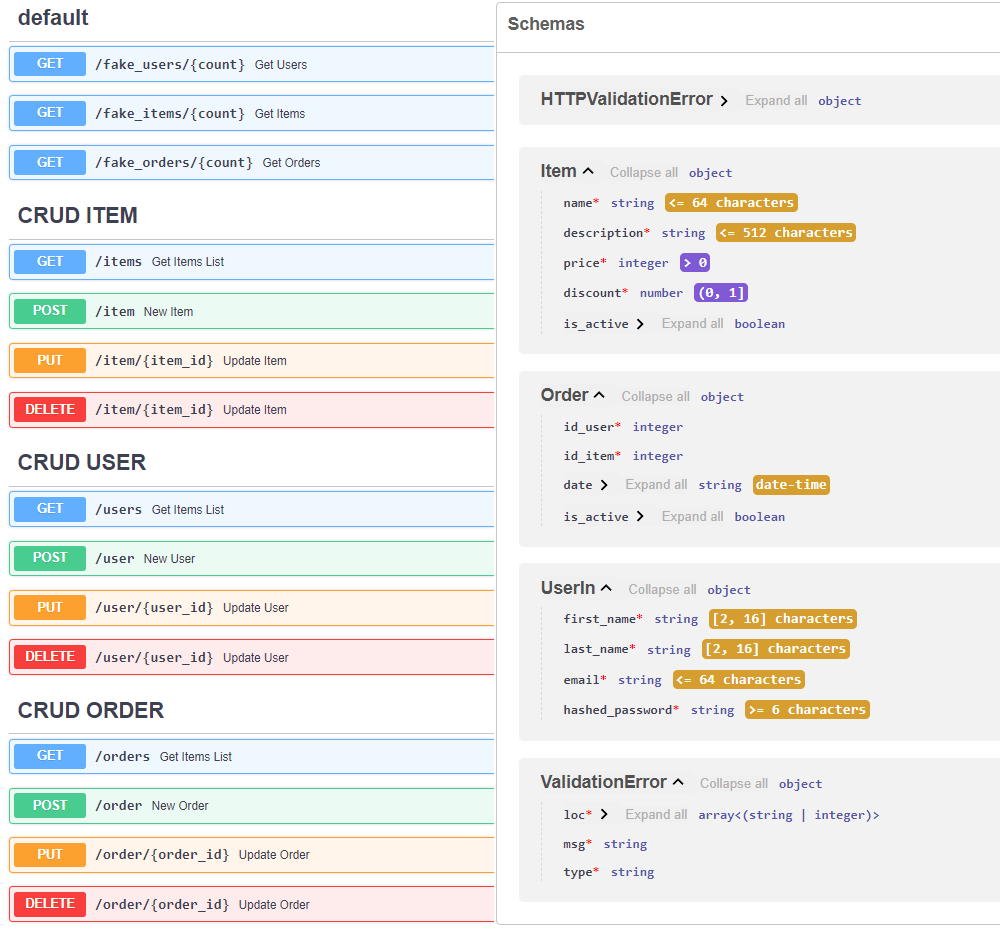 default
GET /fake_users/{count} Get Users
GET /fake_items/{count} Get Items
GET /fake_orders/{count} Get Orders
CRUD ITEM
GET /items Get Items List
POST /item New Item
PUT /item/{item_id} Update Item
DELETE /item/{item_id} Update Item
CRUD USER
GET /users Get Items List
POST /user New User
PUT /user/{user_id} Update User
DELETE /user/{user_id} Update User
CRUD ORDER
GET /orders Get Items List
POST /order New Order
PUT /order/{order_id} Update Order
DELETE /order/{order_id} Update Order
Schemas
HTTPValidationError Expand all object
Item Collapse all object
name* string <= 64 characters
description* string <= 512 characters
price* integer > 0
discount* number (0, 1]
is_active Expand all boolean
Order Collapse all object
id_user* integer
id_item* integer
date Expand all string date-time
is_active Expand all boolean
UserIn Collapse all object
first_name* string [2, 16] characters
last_name* string [2, 16] characters
email* string <= 64 characters
hashed_password* string >= 6 characters
ValidationError Collapse all object
loc* Expand all array<(string | integer)>
msg* string
type* string